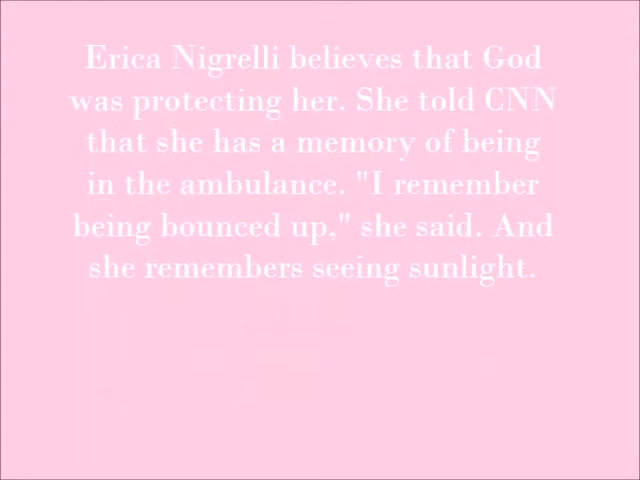 Erica Nigrelli believes that God
was protecting her. She told CNN
that she has a memory of being
in the ambulance. "I remember
being bounced up," she said. And
she remembers seeing sunlight.